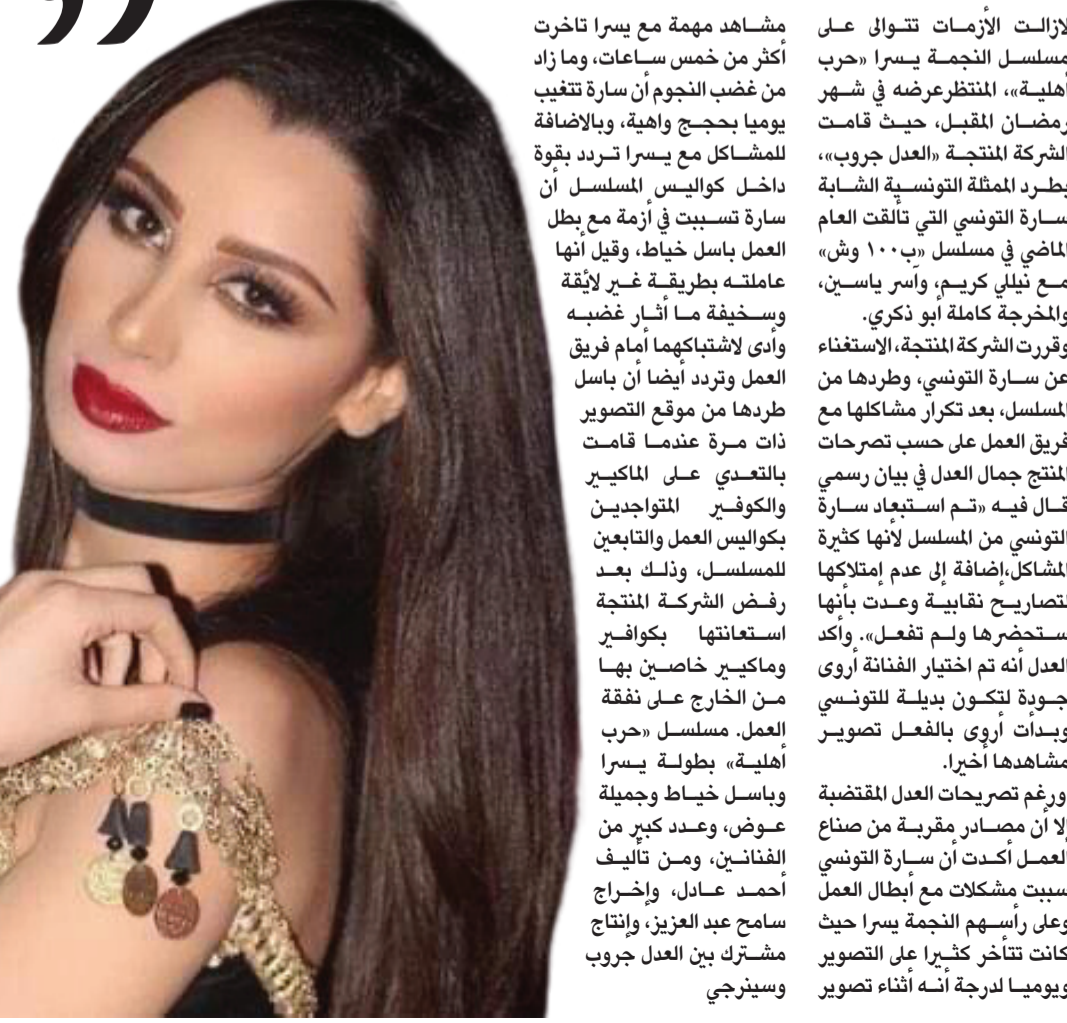 لازالت الأزمات تتوالى على
مسلسل النجمة يسرا «حرب
أهلية»، المنتظرعرضه في شهر
رمضان المقبل، حيث قامت
الشركة المنتجة «العدل جروب»،
بطرد الممثلة التونسية الشابة
سارة التونسي التي تألقت العام
الماضي في مسلسل «ب١٠٠ وش»
مع نيللي كريم، وآسر ياسين،
والمخرجة كاملة أبو ذكري.
وقررت الشركة المنتجة، الاستغناء
عن سارة التونسي، وطردها من
المسلسل، بعد تكرار مشاكلها مع
فريق العمل على حسب تصرحات
المنتج جمال العدل في بيان رسمي
قال فيه «تم استبعاد سارة
التونسي من المسلسل لأنها كثيرة
المشاكل،إضافة إلى عدم إمتلاكها
لتصاريح نقابية وعدت بأنها
ستحضرها ولم تفعل». وأكد
العدل أنه تم اختيار الفنانة أروى
جودة لتكون بديلة للتونسي
وبدأت أروى بالفعل تصوير
مشاهدها أخيرا.
ورغم تصريحات العدل المقتضبة
إلا أن مصادر مقربة من صناع
العمل أكدت أن سارة التونسي
سببت مشكلات مع أبطال العمل
وعلى رأسهم النجمة يسرا حيث
كانت تتأخر كثيرا على التصوير
ويوميا لدرجة أنه أثناء تصوير
مشاهد مهمة مع يسرا تاخرت
أكثر من خمس ساعات، وما زاد
من غضب النجوم أن سارة تتغيب
يوميا بحجج واهية، وبالاضافة
للمشاكل مع يسرا تردد بقوة
داخل كواليس المسلسل أن
سارة تسببت في أزمة مع بطل
العمل باسل خياط، وقيل أنها
عاملته بطريقة غير لائقة
وسخيفة ما أثار غضبه
وأدى لاشتباكهما أمام فريق
العمل وتردد أيضا أن باسل
طردها من موقع التصوير
ذات مرة عندما قامت
بالتعدي على الماكيير
والكوفير المتواجدين
بكواليس العمل والتابعين
للمسلسل، وذلك بعد
رفض الشركة المنتجة
استعانتها بكوافير
وماكيير خاصين بها
من الخارج على نفقة
العمل. مسلسل «حرب
أهلية» بطولة يسرا
وباسل خياط وجميلة
عوض، وعدد كبير من
الفنانين، ومن تأليف
أحمد عادل، وإخراج
سامح عبد العزيز، وإنتاج
مشترك بين العدل جروب
وسينرجي